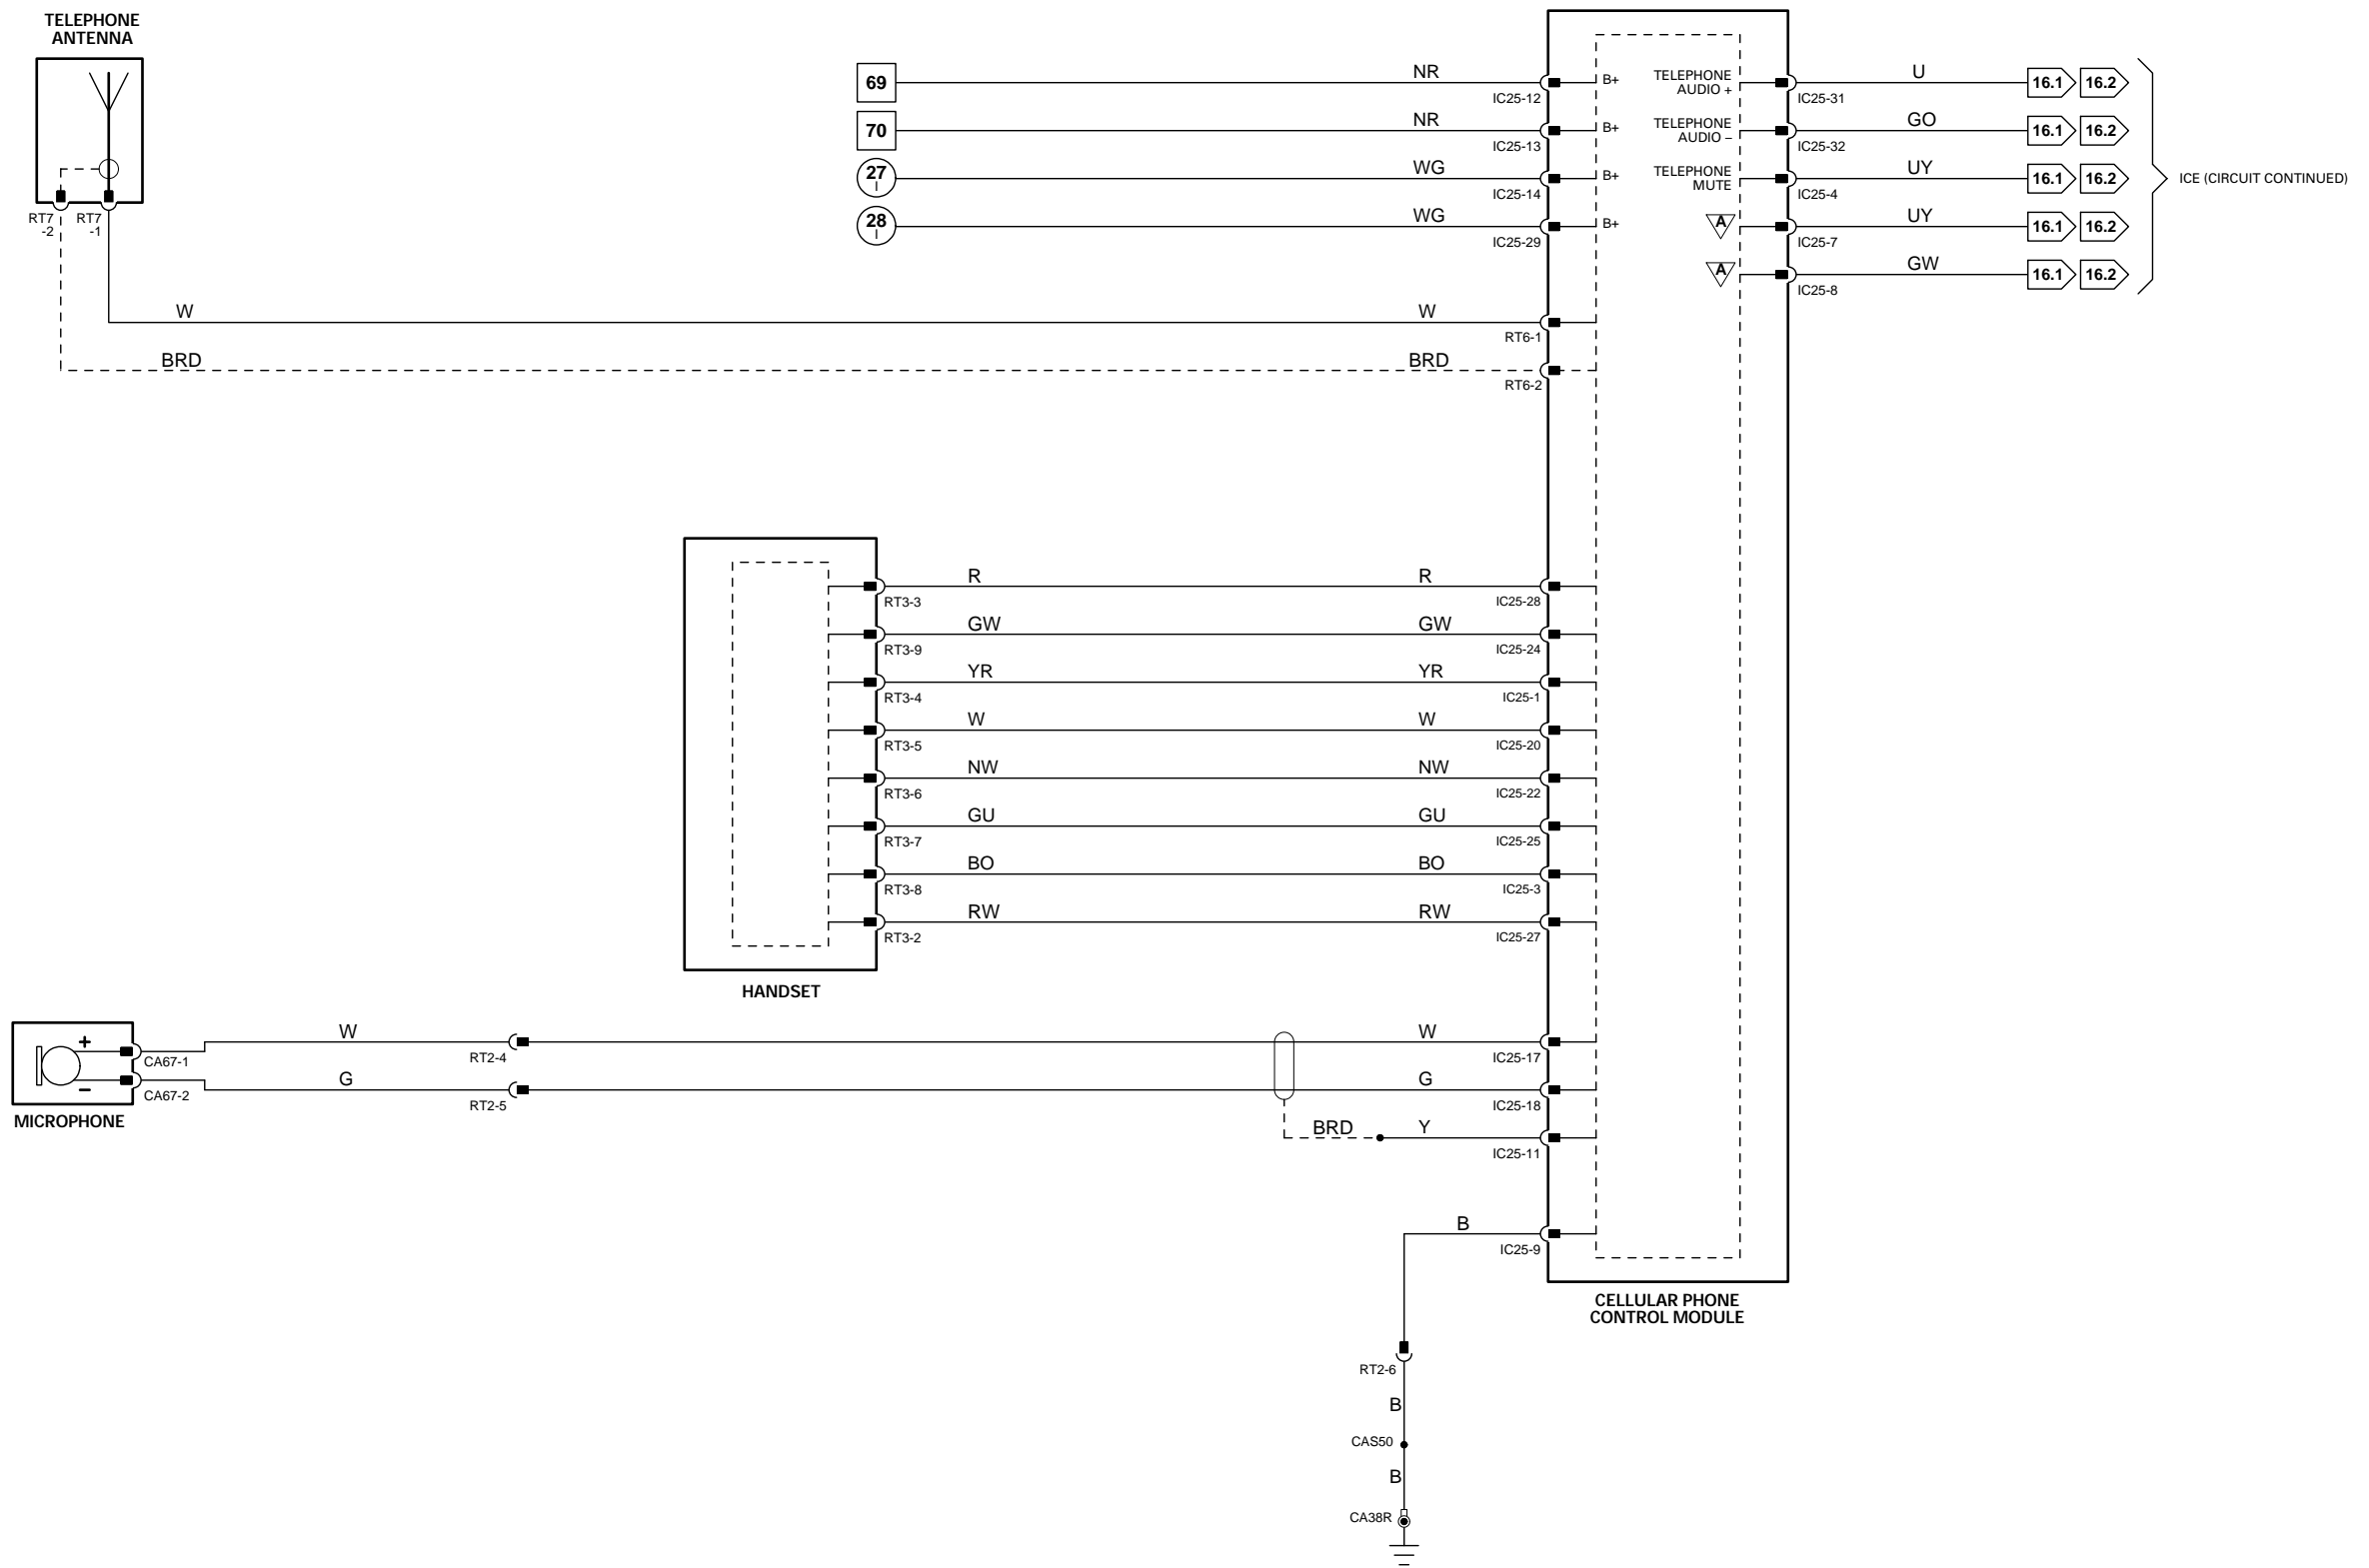 TELEPHONE
ANTENNA
RT7
-2
RT7
-1
W
W
RT6-1
BRD
BRD
RT6-2
69
NR
IC25-12
B+
70
NR
IC25-13
B+
27
I
WG
IC25-14
B+
28
I
WG
IC25-29
B+
TELEPHONE
AUDIO +
IC25-31
U
16.1 16.2
TELEPHONE
AUDIO –
IC25-32
GO
16.1 16.2
TELEPHONE
MUTE
IC25-4
UY
16.1 16.2
A
IC25-7
UY
16.1 16.2
A
IC25-8
GW
16.1 16.2
ICE (CIRCUIT CONTINUED)
R
R
RT3-3
IC25-28
GW
GW
RT3-9
IC25-24
YR
YR
RT3-4
IC25-1
W
W
RT3-5
IC25-20
NW
NW
RT3-6
IC25-22
GU
GU
RT3-7
IC25-25
BO
BO
RT3-8
IC25-3
RW
RW
RT3-2
IC25-27
HANDSET
+
–
CA67-1
CA67-2
MICROPHONE
W
RT2-4
W
IC25-17
G
RT2-5
G
IC25-18
BRD
Y
IC25-11
B
IC25-9
CELLULAR PHONE
CONTROL MODULE
RT2-6
B
CAS50
B
CA38R